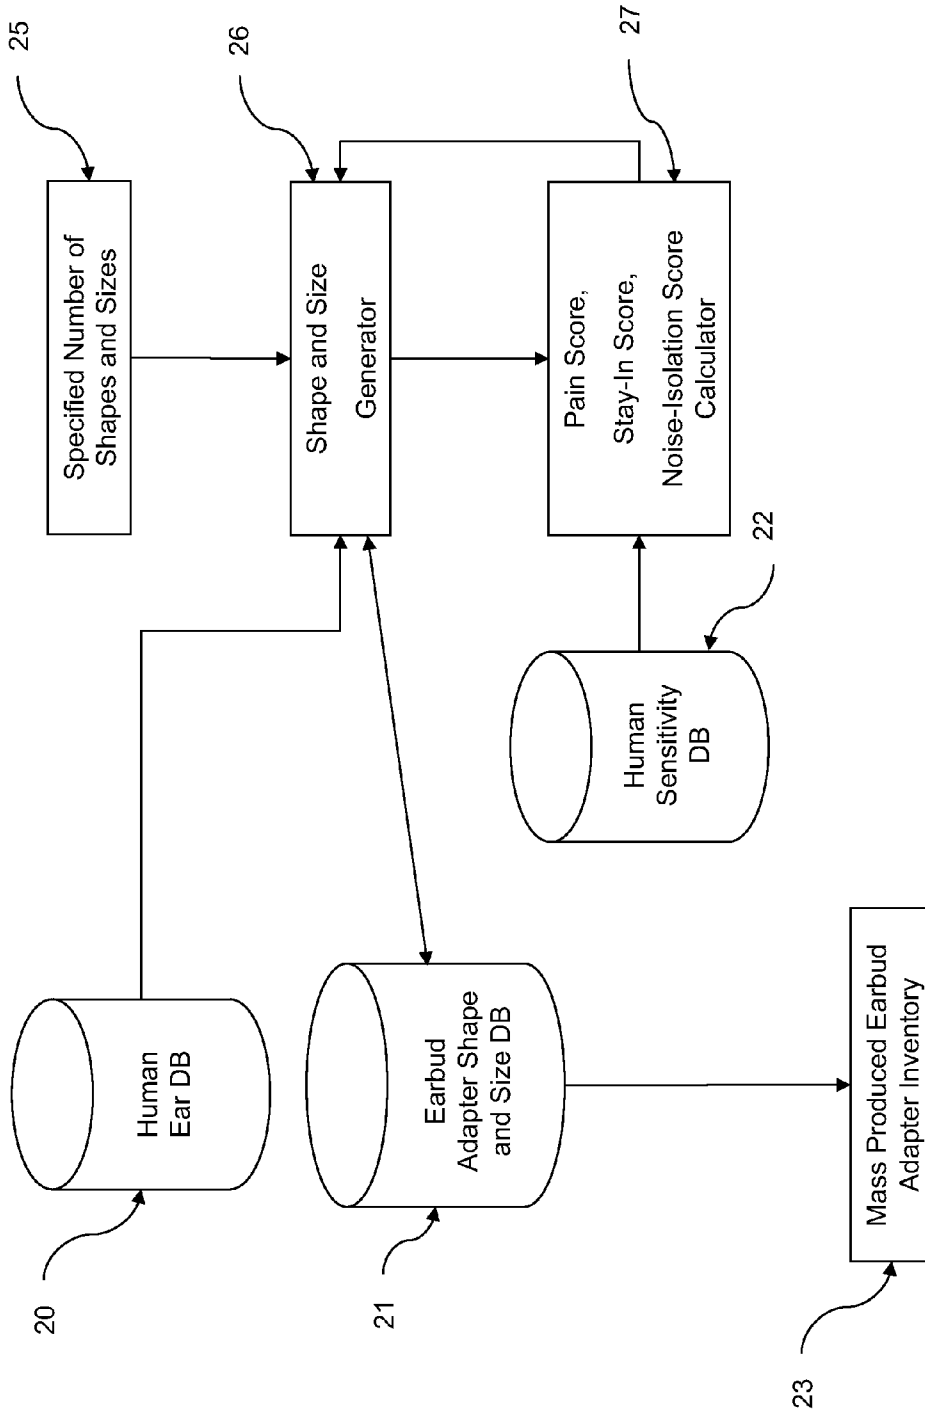 25
Specified Number of
Shapes and Sizes
26
Shape and Size
Generator
27
Pain Score,
Stay-In Score,
Noise-Isolation Score
Calculator
22
Human
Sensitivity
DB
20
Human
Ear DB
21
Earbud
Adapter Shape
and Size DB
23
Mass Produced Earbud
Adapter Inventory